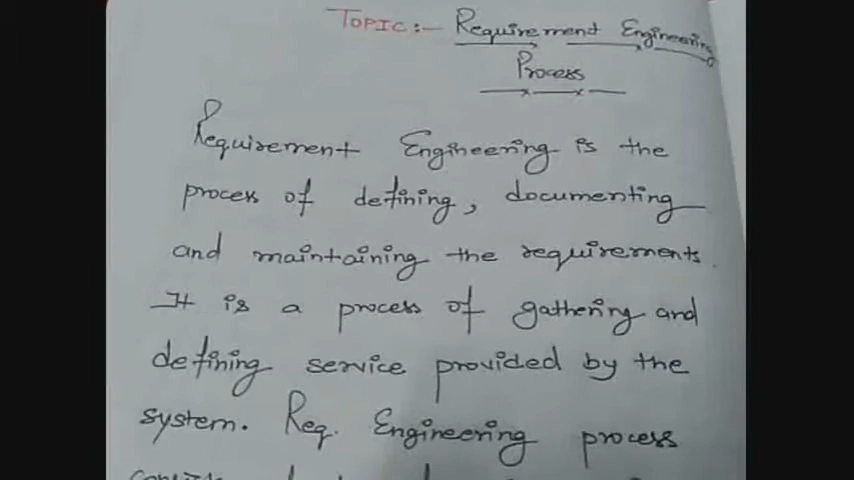 TOPIC:- Requirement Engineering
Process
Requirement Engineering is the
process of defining, documenting
and maintaining the requirements.
It is a process of gathering and
defining service provided by the
system. Req. Engineering process